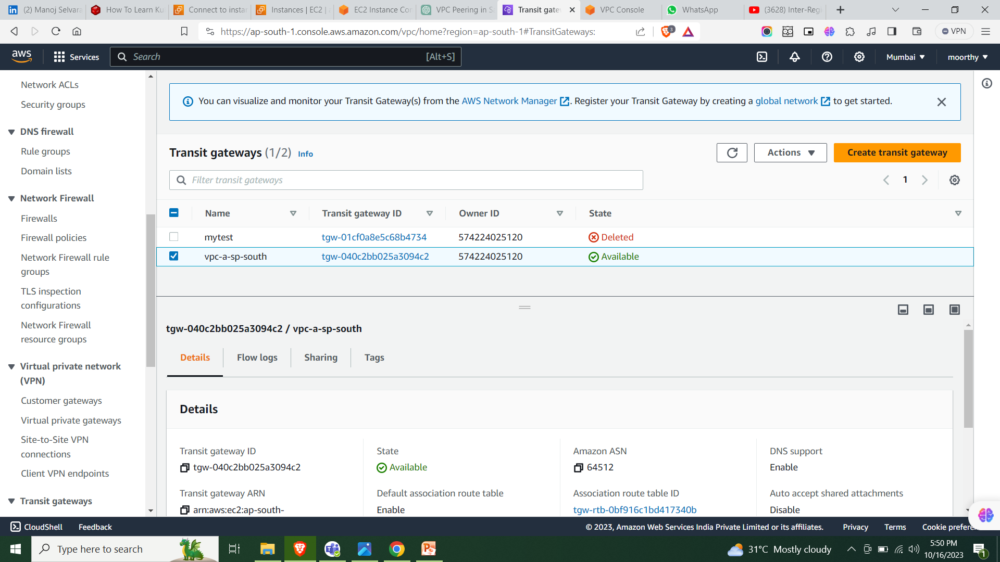 (2) Manoj Selvara
How To Learn Ku
Connect to instan
Instances | EC2 |
EC2 Instance Con
VPC Peering in S
Transit gatew
VPC Console
WhatsApp
(3628) Inter-Regi
https://ap-south-1.console.aws.amazon.com/vpc/home?region=ap-south-1#TransitGateways:
3
VPN
aws
Services
Search
[Alt+S]
Mumbai
moorthy
Network ACLs
Security groups
DNS firewall
Rule groups
Domain lists
Network Firewall
Firewalls
Firewall policies
Network Firewall rule
groups
TLS inspection
configurations
Network Firewall
resource groups
Virtual private network
(VPN)
Customer gateways
Virtual private gateways
Site-to-Site VPN
connections
Client VPN endpoints
Transit gateways
You can visualize and monitor your Transit Gateway(s) from the AWS Network Manager. Register your Transit Gateway by creating a global network to get started.
Transit gateways (1/2) Info
Actions
Create transit gateway
Filter transit gateways
1
Name
Transit gateway ID
Owner ID
State
mytest
tgw-01cf0a8e5c68b4734
574224025120
Deleted
vpc-a-sp-south
tgw-040c2bb025a3094c2
574224025120
Available
tgw-040c2bb025a3094c2 / vpc-a-sp-south
Details
Flow logs
Sharing
Tags
Details
Transit gateway ID
tgw-040c2bb025a3094c2
State
Available
Amazon ASN
64512
DNS support
Enable
Transit gateway ARN
arn:aws:ec2:ap-south-
Default association route table
Enable
Association route table ID
tgw-rtb-0bf916c1bd417340b
Auto accept shared attachments
Disable
CloudShell
Feedback
© 2023, Amazon Web Services India Private Limited or its affiliates.
Privacy
Terms
Cookie prefere
Type here to search
31°C Mostly cloudy
5:50 PM
10/16/2023
1